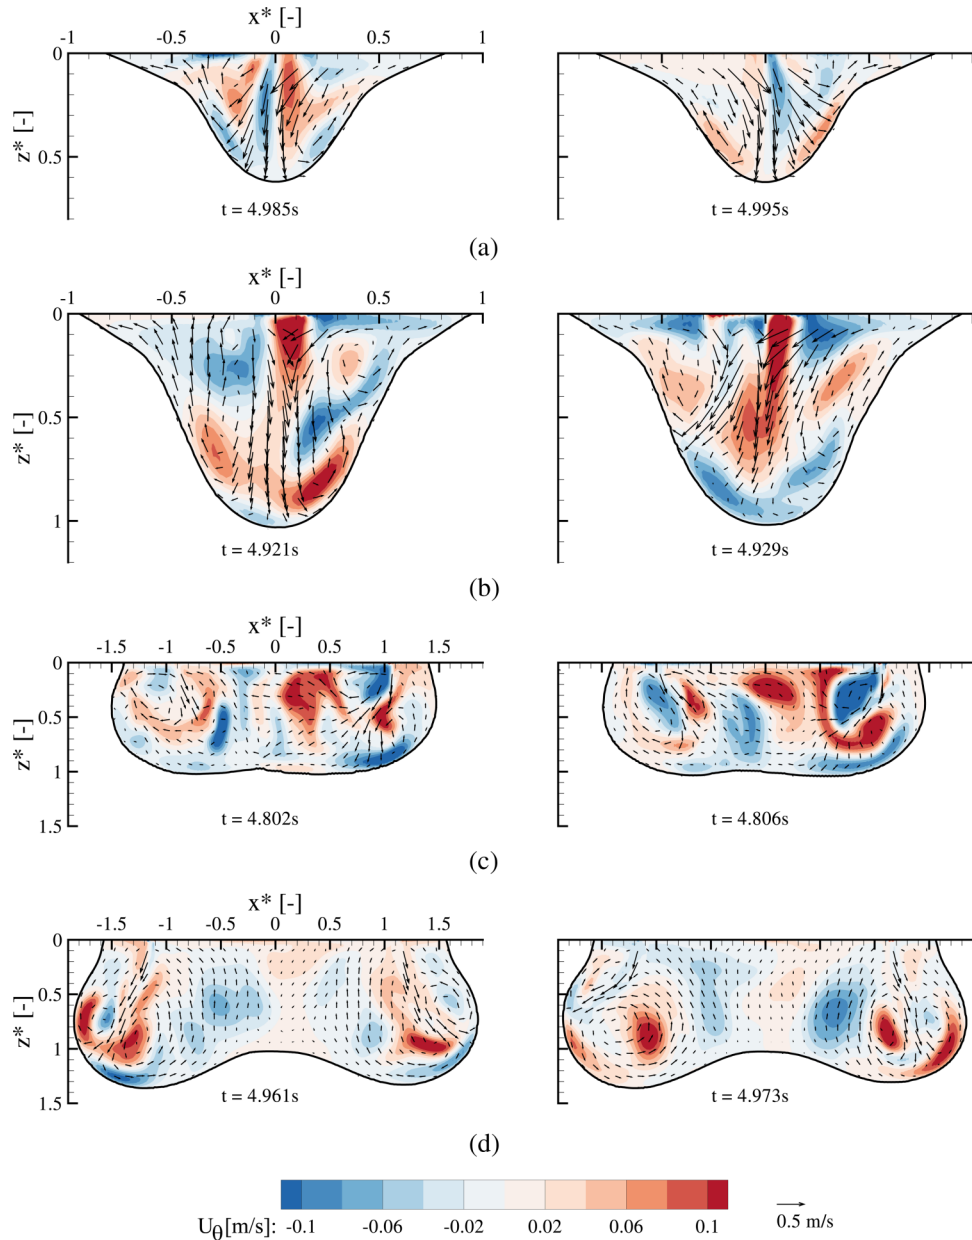 x* [-]
-1 -0.5 0 0.5 1
0
z* [-]
0.5
t = 4.985s
t = 4.995s
(a)
x* [-]
-1 -0.5 0 0.5 1
0
z* [-]
0.5
1
t = 4.921s
t = 4.929s
(b)
x* [-]
-1.5 -1 -0.5 0 0.5 1 1.5
0
z* [-]
0.5
1
1.5
t = 4.802s
t = 4.806s
(c)
x* [-]
-1.5 -1 -0.5 0 0.5 1 1.5
0
z* [-]
0.5
1
1.5
t = 4.961s
t = 4.973s
(d)
Uθ[m/s]: -0.1 -0.06 -0.02 0.02 0.06 0.1
0.5 m/s